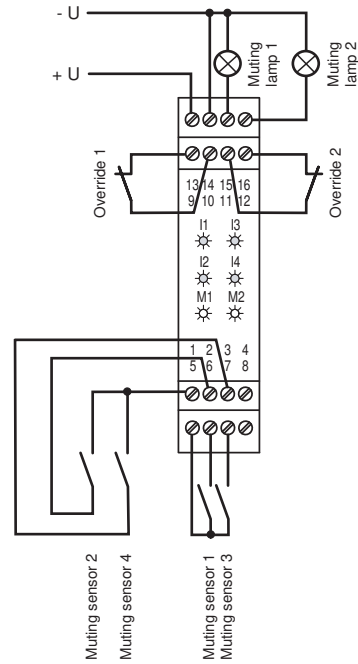 - U
+ U
Muting
lamp 1
Muting
lamp 2
Override 1
Override 2
13 14 15 16
9 10 11 12
I1 I3
I2 I4
M1 M2
1 2 3 4
5 6 7 8
Muting sensor 2
Muting sensor 4
Muting sensor 1
Muting sensor 3